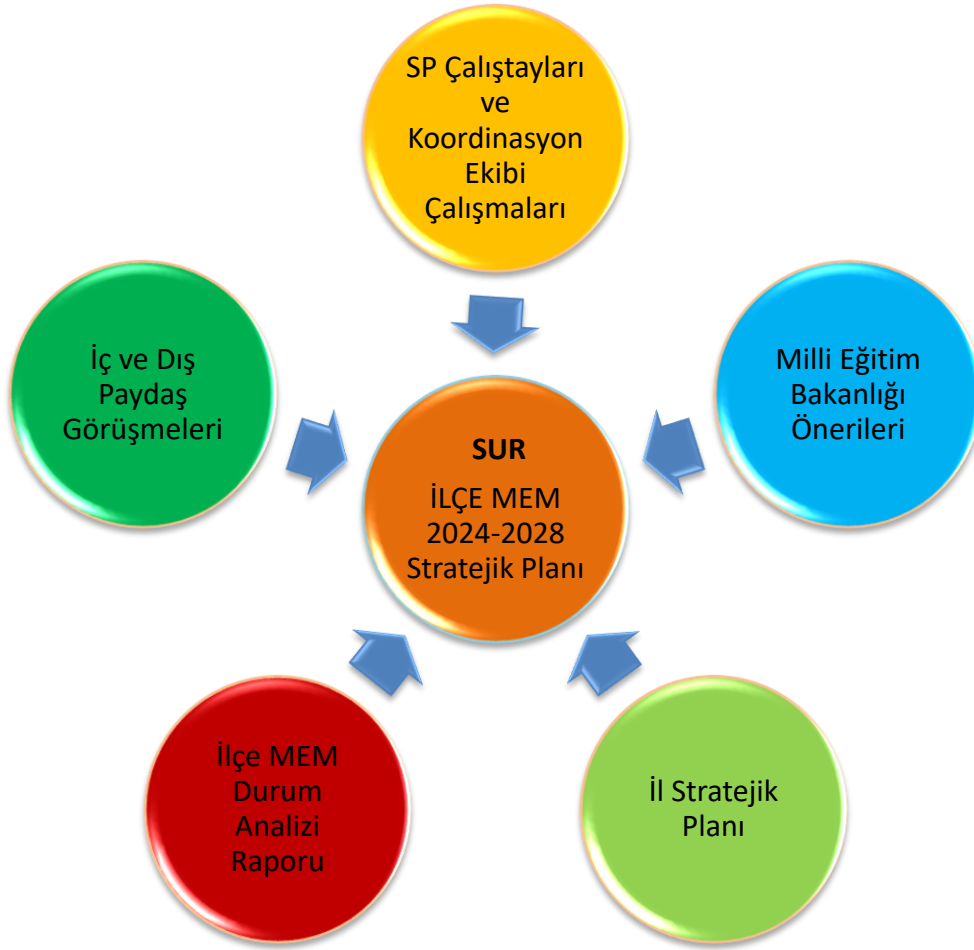 SP Çalıştayları
ve
Koordinasyon
Ekibi
Çalışmaları
İç ve Dış
Paydaş
Görüşmeleri
Milli Eğitim
Bakanlığı
Önerileri
SUR
İLÇE MEM
2024-2028
Stratejik Planı
İlçe MEM
Durum
Analizi
Raporu
İl Stratejik
Planı